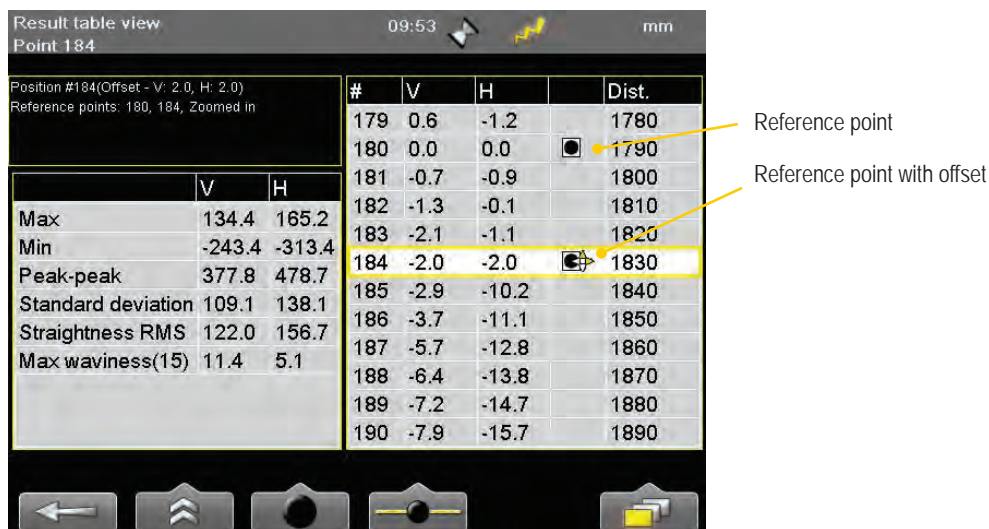 Result table view
Point 184
09:53
mm
Position #184(Offset - V: 2.0, H: 2.0)
Reference points: 180, 184, Zoomed in
V H
Max 134.4 165.2
Min -243.4 -313.4
Peak-peak 377.8 478.7
Standard deviation 109.1 138.1
Straightness RMS 122.0 156.7
Max waviness(15) 11.4 5.1
# V H Dist.
179 0.6 -1.2 1780
180 0.0 0.0 1790
181 -0.7 -0.9 1800
182 -1.3 -0.1 1810
183 -2.1 -1.1 1820
184 -2.0 -2.0 1830
185 -2.9 -10.2 1840
186 -3.7 -11.1 1850
187 -5.7 -12.8 1860
188 -6.4 -13.8 1870
189 -7.2 -14.7 1880
190 -7.9 -15.7 1890
Reference point
Reference point with offset